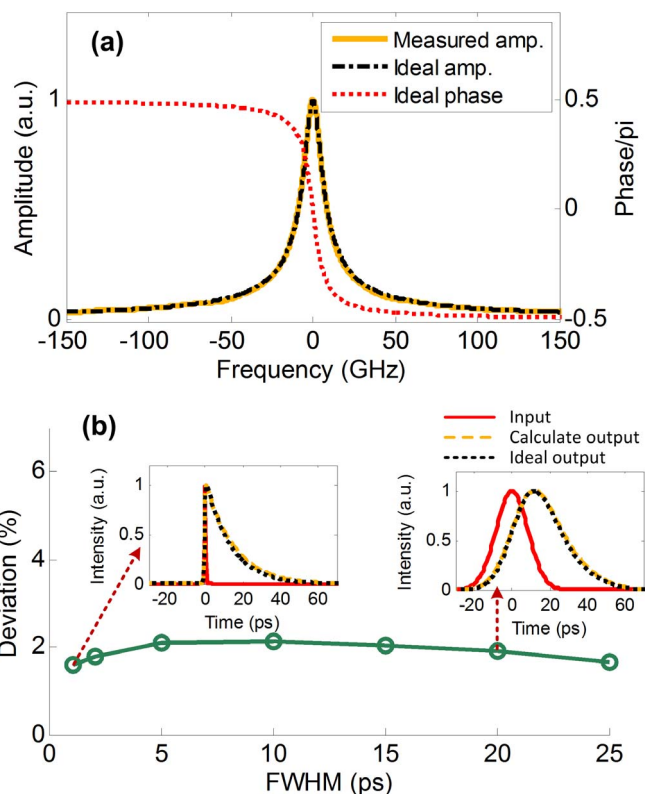 (a)
Measured amp.
Ideal amp.
Ideal phase
Amplitude (a.u.)
1
0
Phase/pi
0.5
0
-0.5
-150 -100 -50 0 50 100 150
Frequency (GHz)
(b)
Input
Calculate output
Ideal output
Deviation (%)
6
4
2
0
Intensity (a.u.)
1
0.5
0
-20 0 20 40 60
Time (ps)
Intensity (a.u.)
1
0.5
0
-20 0 20 40 60
Time (ps)
0 5 10 15 20 25
FWHM (ps)